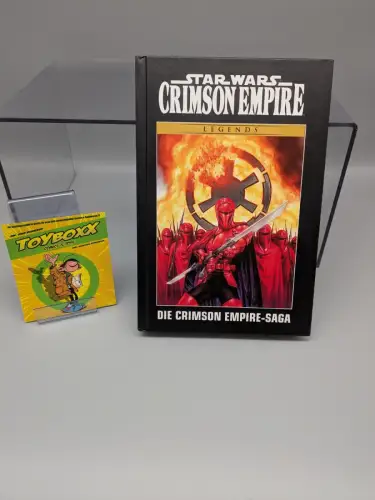 STAR WARS
CRIMSON EMPIRE
LEGENDS
DIE CRIMSON EMPIRE-SAGA
TOYBOXX